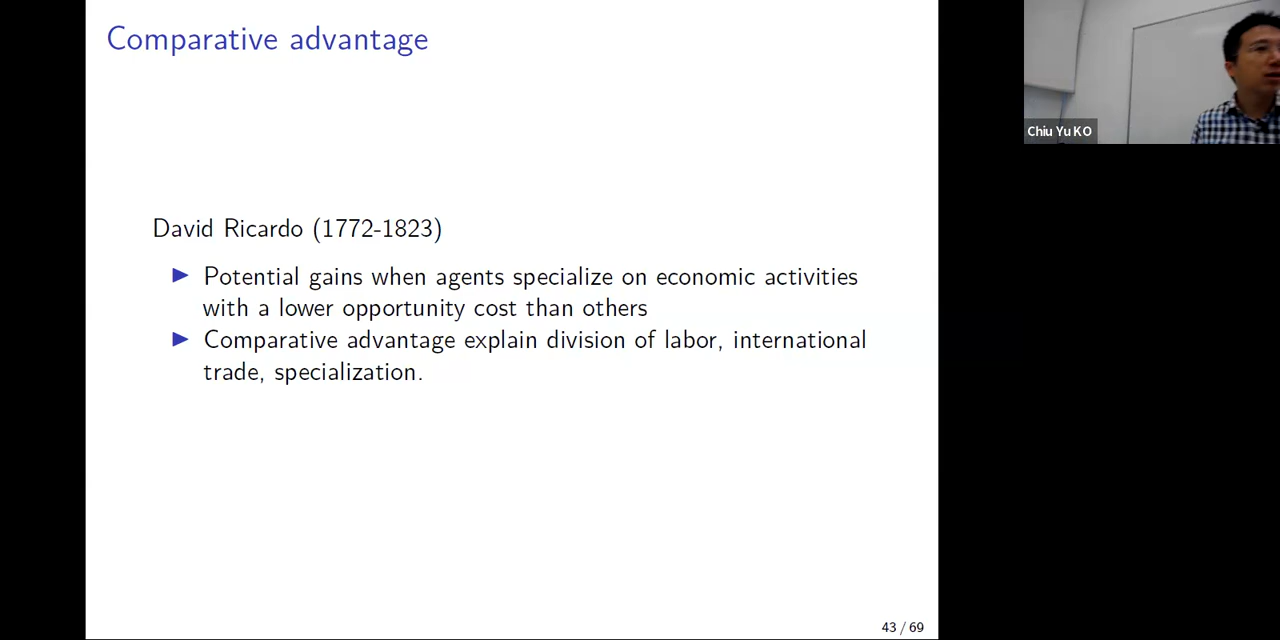 Comparative advantage
David Ricardo (1772-1823)
▶ Potential gains when agents specialize on economic activities
with a lower opportunity cost than others
▶ Comparative advantage explain division of labor, international
trade, specialization.
43 / 69
Chiu Yu KO